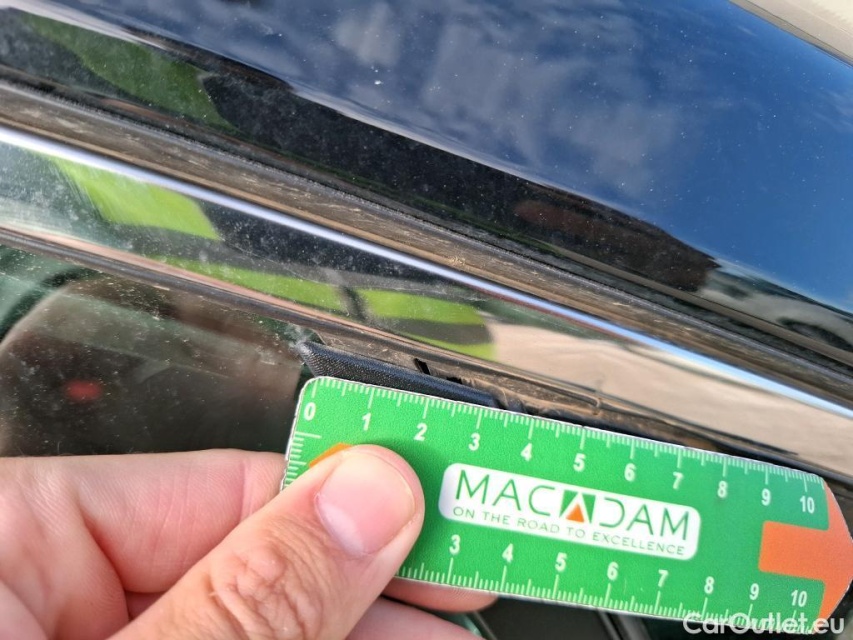 0 1 2 3 4 5 6 7 8 9 10
MACADAM
ON THE ROAD TO EXCELLENCE
3 4 5 6 7 8 9 10
CarOutlet.eu